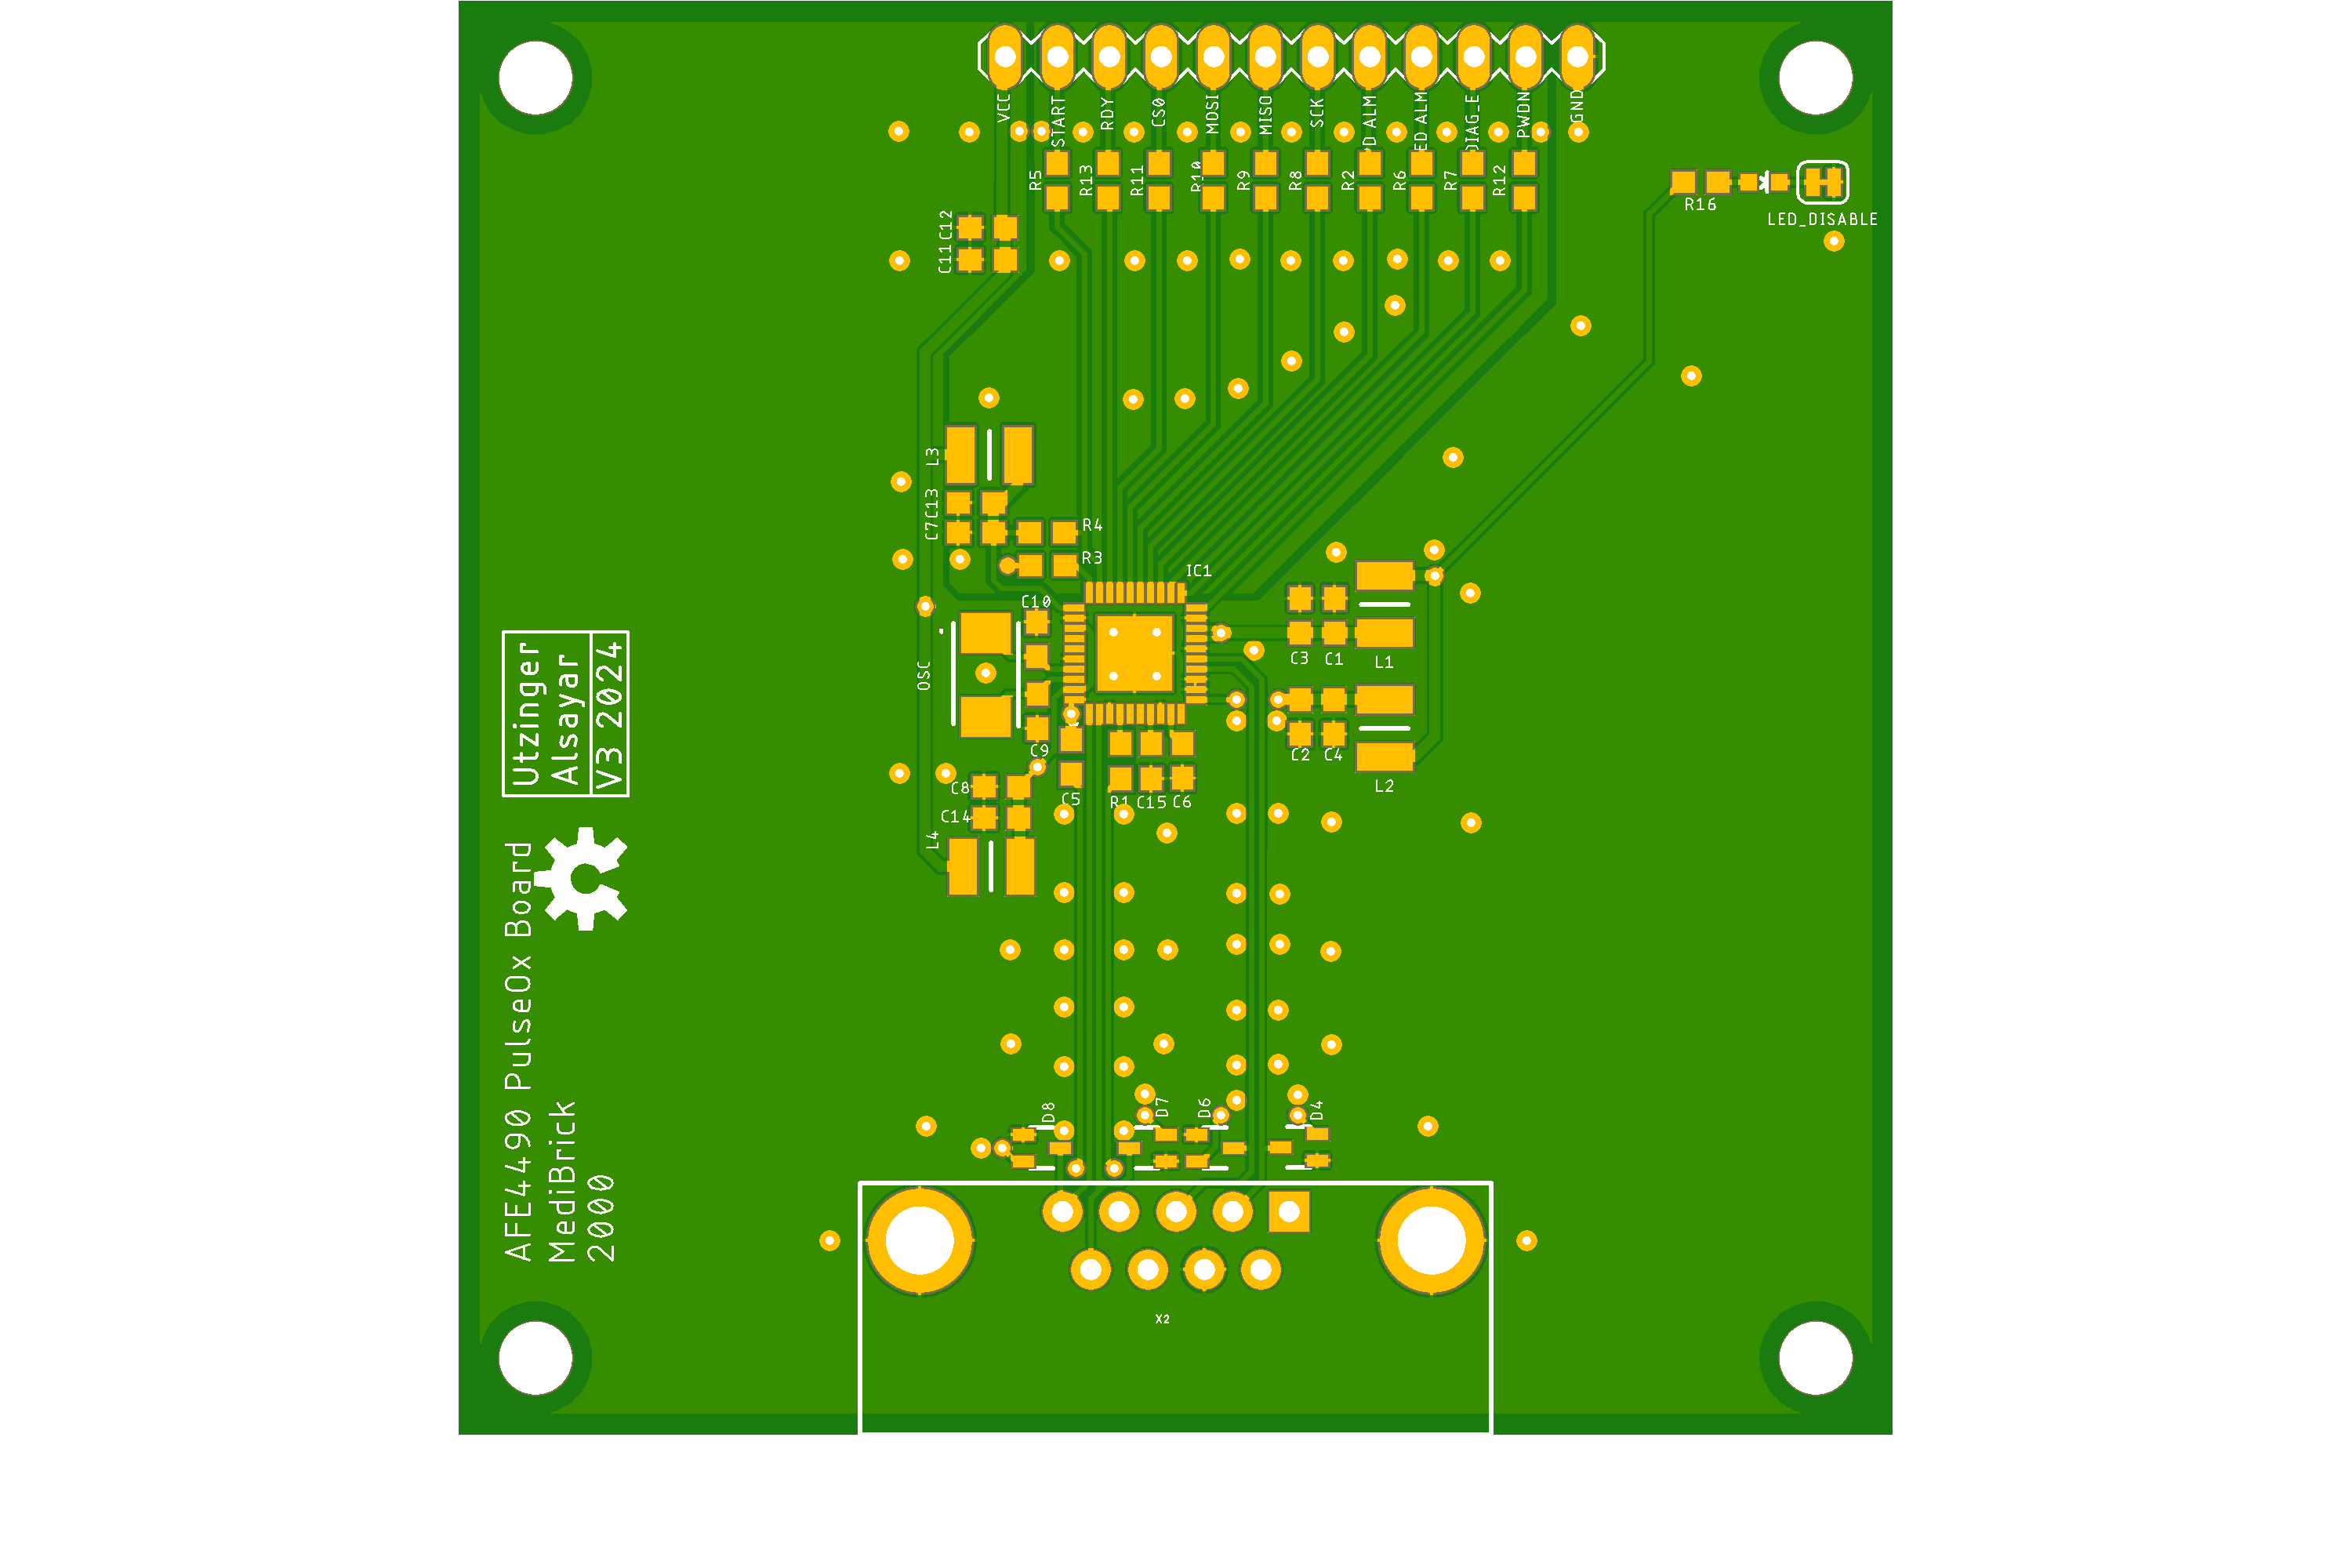 VCC
START
RDY
CS0
MOSI
MISO
SCK
D ALM
ED ALM
DIAG_E
PWDN
GND
R5
R13
R11
R10
R9
R8
R2
R6
R7
R12
R16
LED_DISABLE
C12
C11
L3
C13
C7
R4
R3
IC1
C10
OSC
C9
C3
C1
L1
C2
C4
L2
C8
C14
L4
C5
R1
C15
C6
Utzinger
Alsayar
V3 2024
AFE4490 PulseOx Board
MediBrick
2000
D8
D7
D6
D4
X2